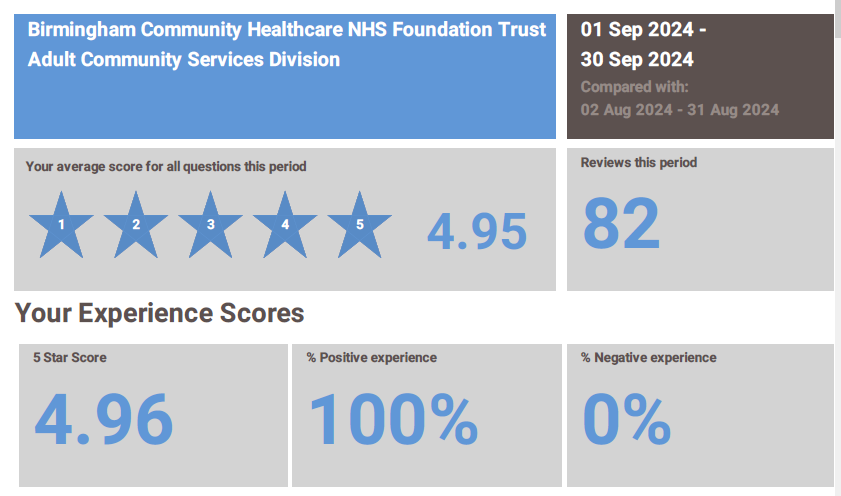 Birmingham Community Healthcare NHS Foundation Trust
Adult Community Services Division
01 Sep 2024 -
30 Sep 2024
Compared with:
02 Aug 2024 - 31 Aug 2024
Your average score for all questions this period
1 2 3 4 5 4.95
Reviews this period
82
Your Experience Scores
5 Star Score
4.96
% Positive experience
100%
% Negative experience
0%